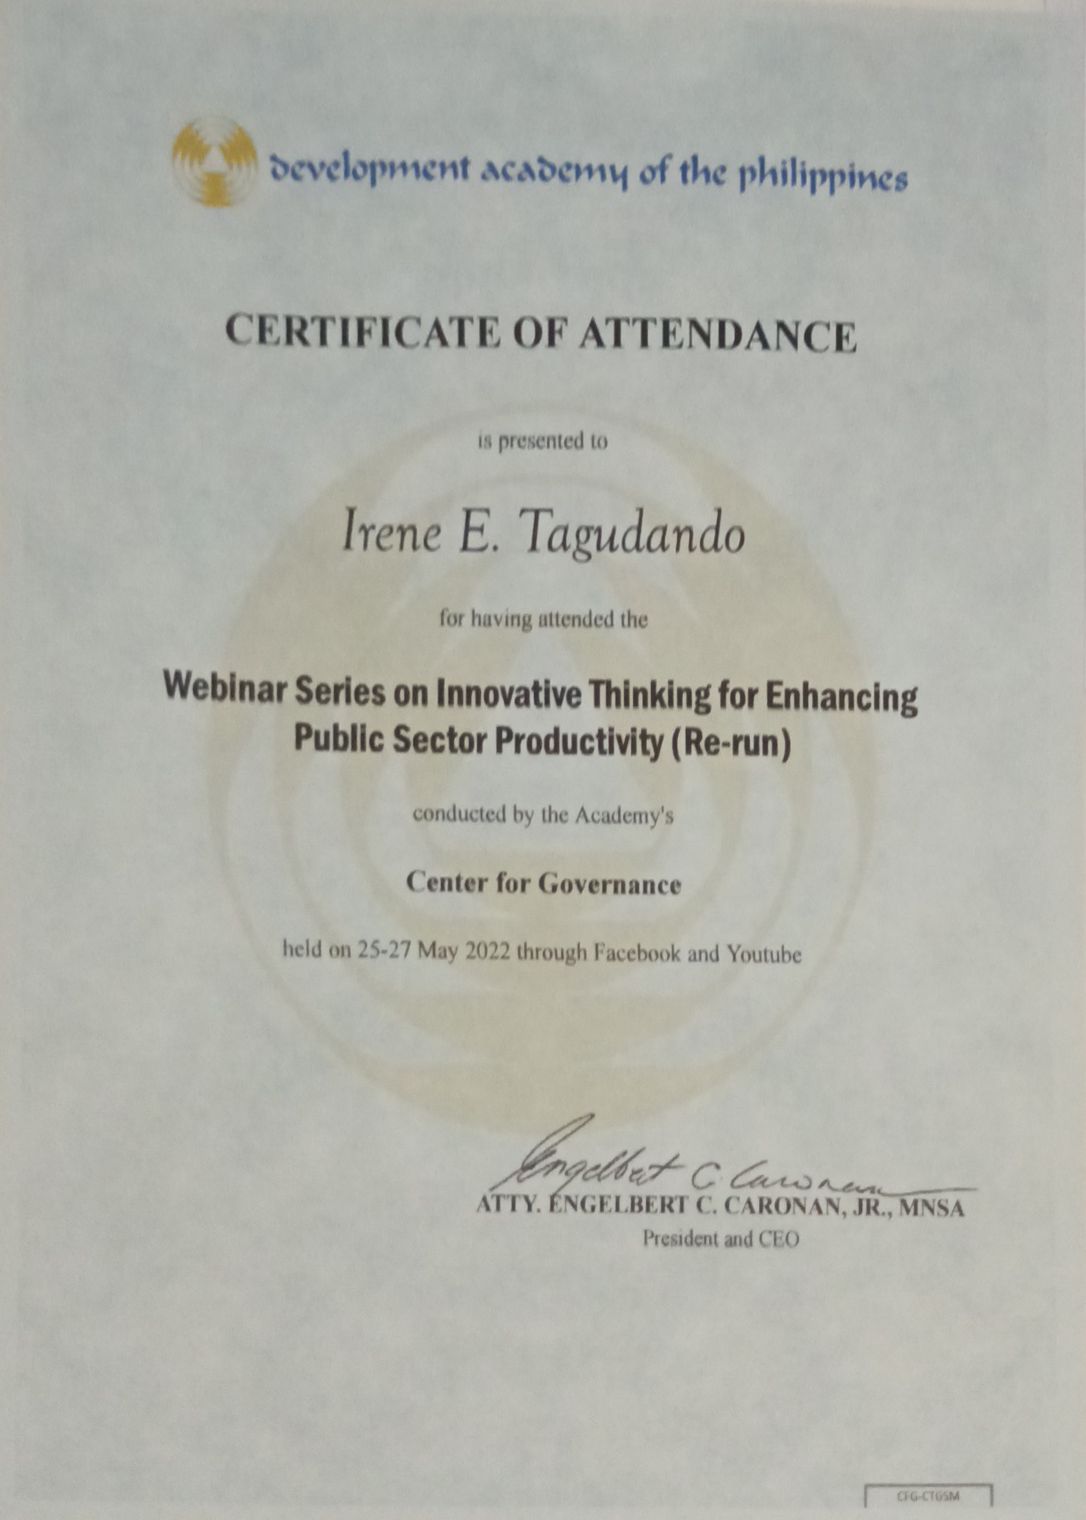 development academy of the philippines
CERTIFICATE OF ATTENDANCE
is presented to
Irene E. Tagudando
for having attended the
Webinar Series on Innovative Thinking for Enhancing
Public Sector Productivity (Re-run)
conducted by the Academy's
Center for Governance
held on 25-27 May 2022 through Facebook and Youtube
Engelbert C Caronan
ATTY. ENGELBERT C. CARONAN, JR., MNSA
President and CEO
CFG-CTGSM